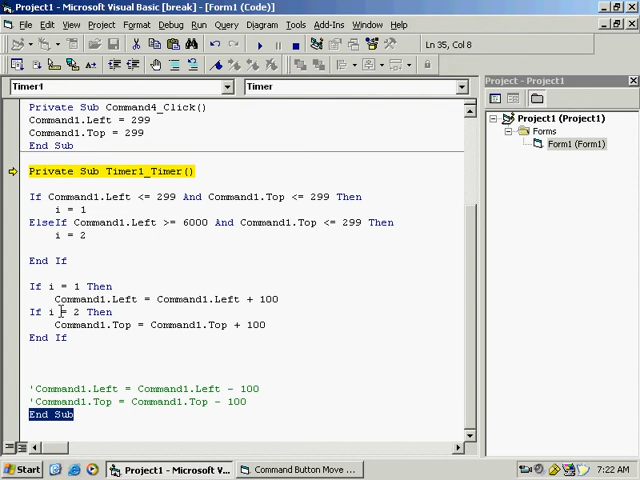 Project1 - Microsoft Visual Basic [break] - [Form1 (Code)]
File Edit View Project Format Debug Run Query Diagram Tools Add-Ins Window Help
Ln 35, Col 8
Timer1 Timer
Private Sub Command4_Click()
Command1.Left = 299
Command1.Top = 299
End Sub
Private Sub Timer1_Timer()
If Command1.Left <= 299 And Command1.Top <= 299 Then
i = 1
ElseIf Command1.Left >= 6000 And Command1.Top <= 299 Then
i = 2
End If
If i = 1 Then
Command1.Left = Command1.Left + 100
If i = 2 Then
Command1.Top = Command1.Top + 100
End If
'Command1.Left = Command1.Left - 100
'Command1.Top = Command1.Top - 100
End Sub
Project - Project1
Project1 (Project1)
Forms
Form1 (Form1)
Start
Project1 - Microsoft V...
Command Button Move ...
7:22 AM